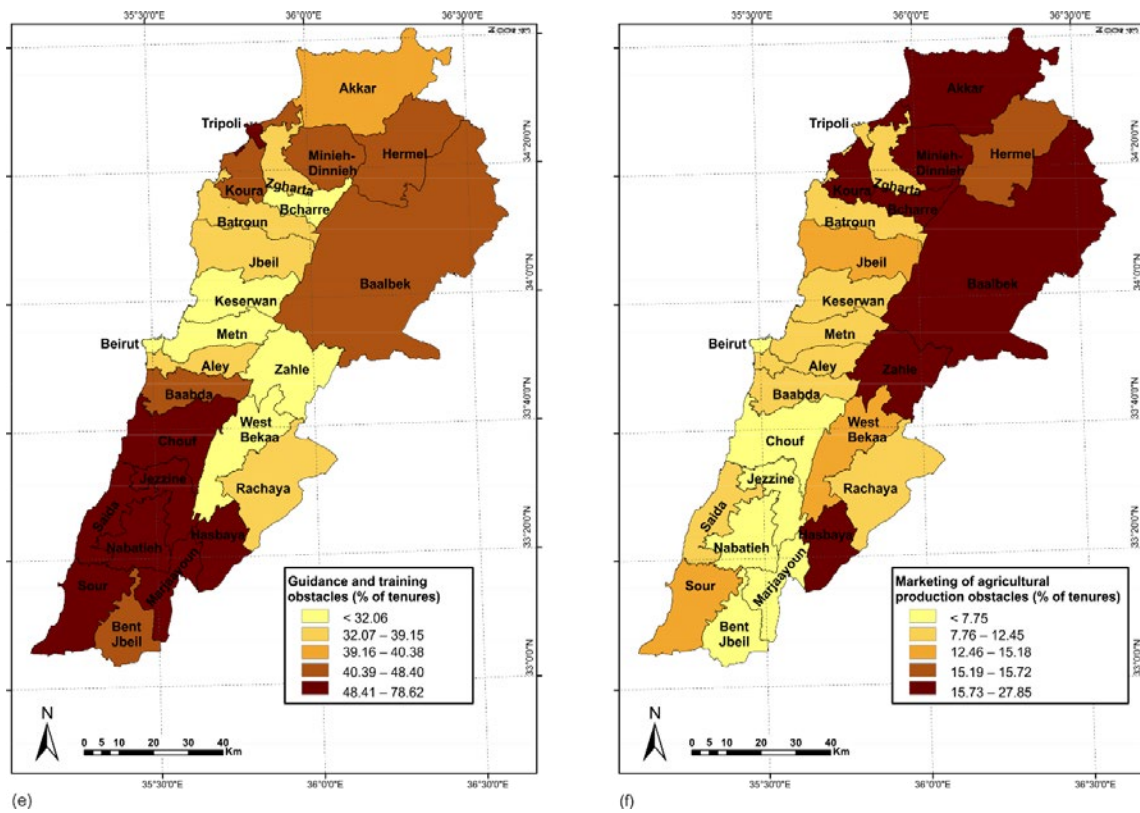 35°30'0"E 36°0'0"E 36°30'0"E
34°20'0"N
34°0'0"N
33°40'0"N
33°20'0"N
33°0'0"N
Akkar
Tripoli
Minieh-
Dinnieh
Hermel
Koura
Zgharta
Bcharre
Batroun
Jbeil
Baalbek
Keserwan
Metn
Beirut
Aley
Zahle
Baabda
West
Bekaa
Chouf
Jezzine
Rachaya
Saida
Hasbaya
Nabatieh
Marjaayoun
Sour
Bent
Jbeil
Guidance and training
obstacles (% of tenures)
< 32.06
32.07 – 39.15
39.16 – 40.38
40.39 – 48.40
48.41 – 78.62
N
0 5 10 20 30 40
Km
35°30'0"E 36°0'0"E 36°30'0"E
(e)
35°30'0"E 36°0'0"E 36°30'0"E
34°20'0"N
34°0'0"N
33°40'0"N
33°20'0"N
33°0'0"N
Akkar
Tripoli
Minieh-
Dinnieh
Hermel
Koura
Zgharta
Bcharre
Batroun
Jbeil
Baalbek
Keserwan
Metn
Beirut
Aley
Zahle
Baabda
West
Bekaa
Chouf
Jezzine
Rachaya
Saida
Hasbaya
Nabatieh
Marjaayoun
Sour
Bent
Jbeil
Marketing of agricultural
production obstacles (% of tenures)
< 7.75
7.76 – 12.45
12.46 – 15.18
15.19 – 15.72
15.73 – 27.85
N
0 5 10 20 30 40
Km
35°30'0"E 36°0'0"E 36°30'0"E
(f)